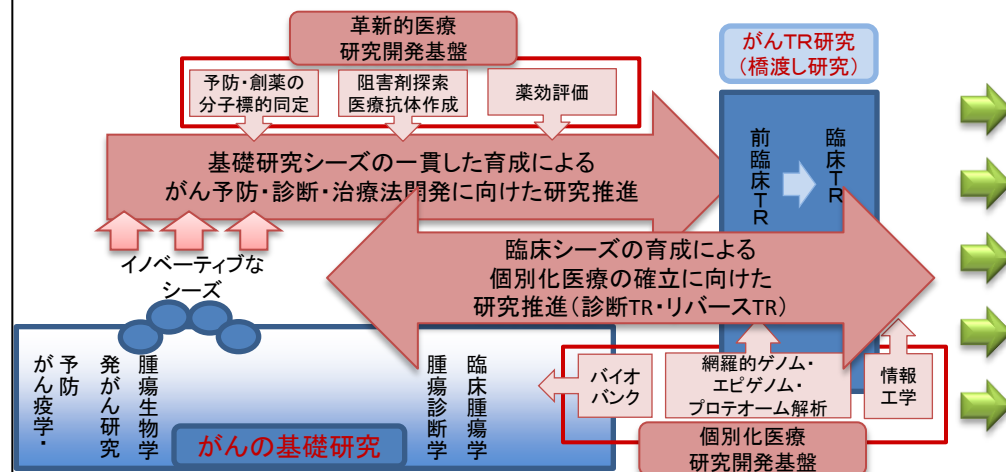 革新的医療
研究開発基盤
がんTR研究
（橋渡し研究）
予防・創薬の
分子標的同定
阻害剤探索
医療抗体作成
薬効評価
基礎研究シーズの一貫した育成による
がん予防・診断・治療法開発に向けた研究推進
前臨床TR
臨床TR
イノベーティブな
シーズ
臨床シーズの育成による
個別化医療の確立に向けた
研究推進（診断TR・リバースTR）
がん疫学・
予防
発がん研究
腫瘍生物学
腫瘍診断学
臨床腫瘍学
がんの基礎研究
バイオ
バンク
網羅的ゲノム・
エピゲノム・
プロテオーム解析
情報
工学
個別化医療
研究開発基盤